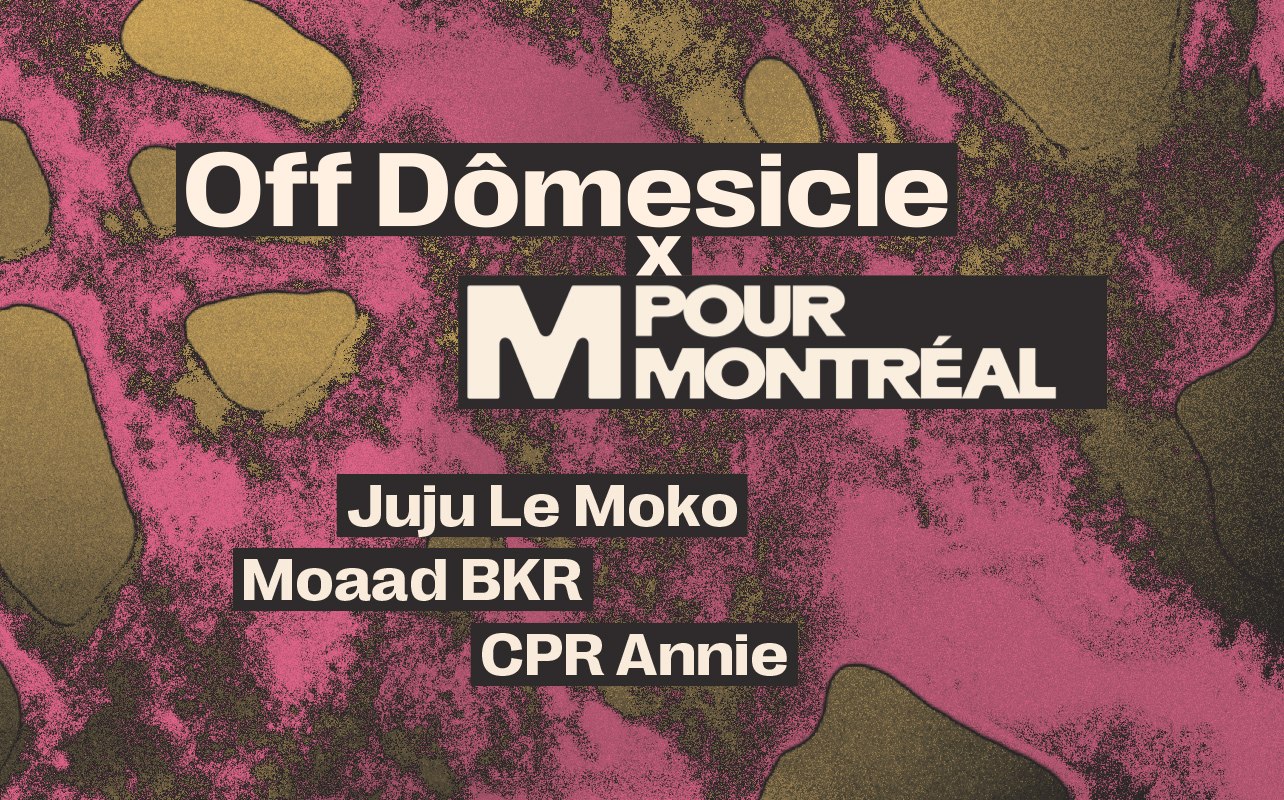 Off Dômesicle
x
M POUR
MONTRÉAL
Juju Le Moko
Moaad BKR
CPR Annie